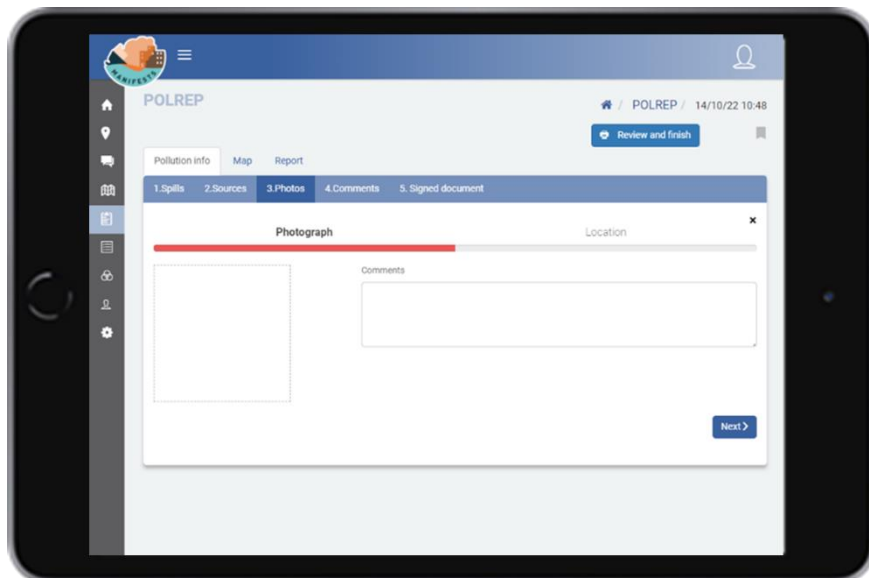 MANIFESTS
POLREP
/ POLREP / 14/10/22 10:48
Review and finish
Pollution info Map Report
1.Spills 2.Sources 3.Photos 4.Comments 5. Signed document
×
Photograph Location
Comments
Next >